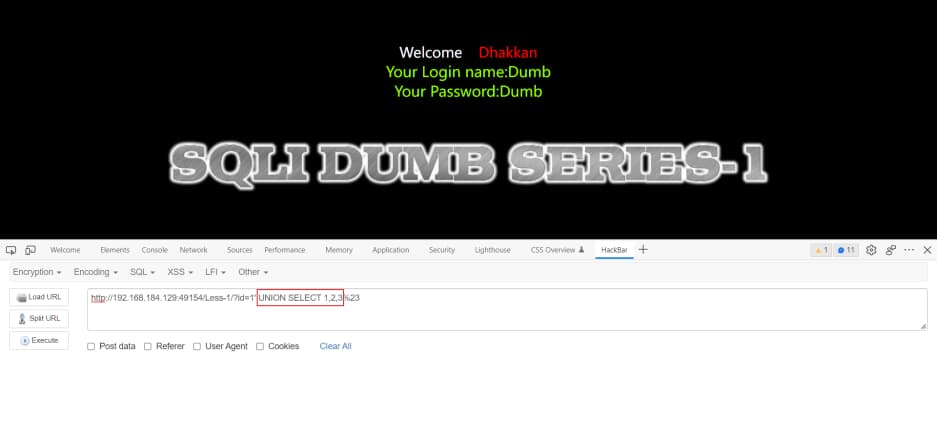 Welcome Dhakkan
Your Login name:Dumb
Your Password:Dumb
SQLI DUMB SERIES-1
Welcome Elements Console Network Sources Performance Memory Application Security Lighthouse CSS Overview HackBar 1 11
Encryption Encoding SQL XSS LFI Other
Load URL
http://192.168.184.129:49154/Less-1/?id=1' UNION SELECT 1,2,3%23
Split URL
Execute
Post data Referer User Agent Cookies Clear All